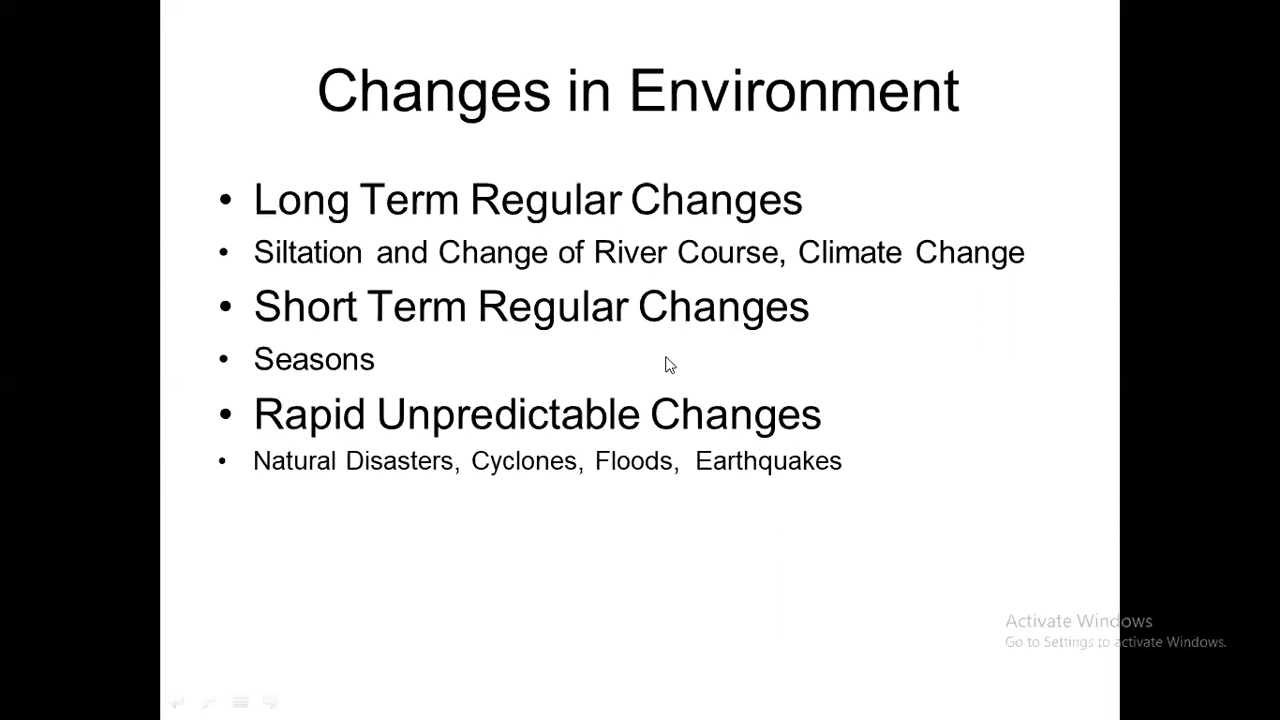 Changes in Environment
• Long Term Regular Changes
• Siltation and Change of River Course, Climate Change
• Short Term Regular Changes
• Seasons
• Rapid Unpredictable Changes
• Natural Disasters, Cyclones, Floods, Earthquakes
Activate Windows
Go to Settings to activate Windows.